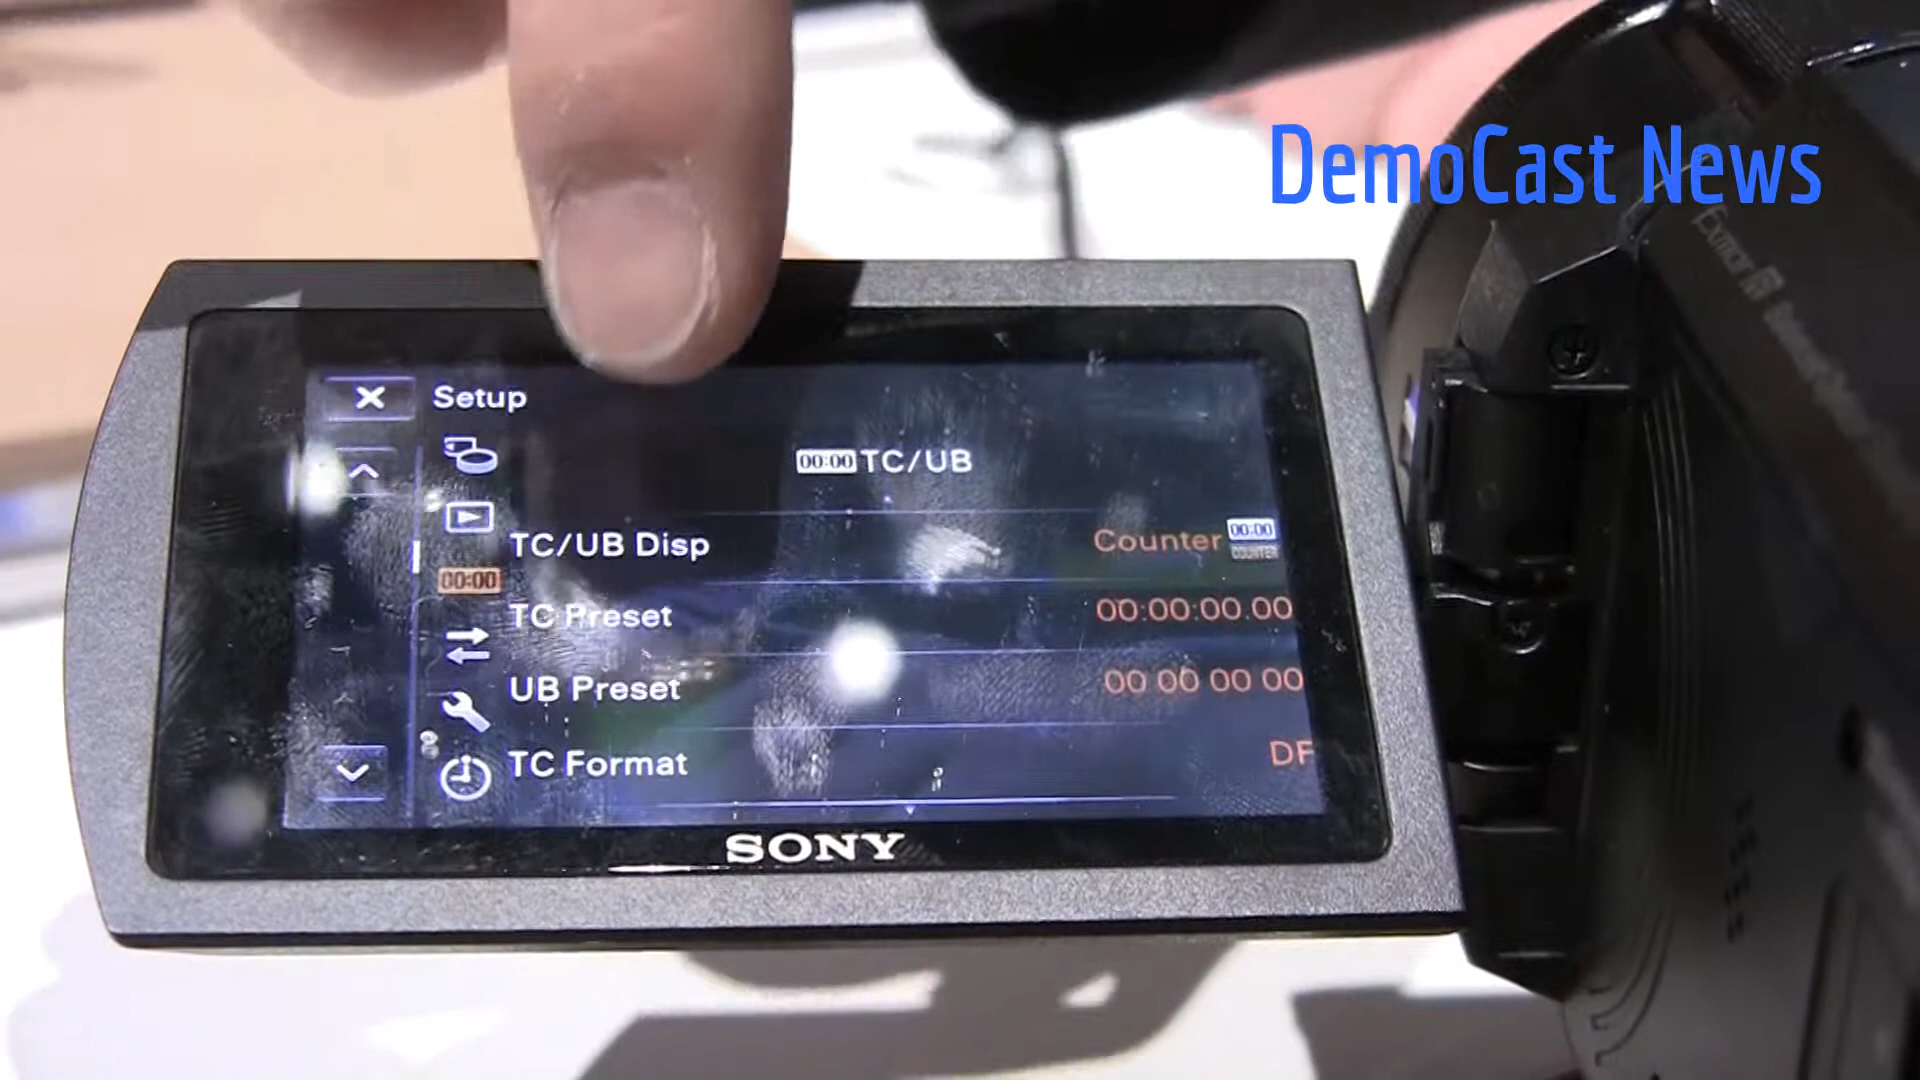 DemoCast News
Exmor R
Setup
00:00 TC/UB
TC/UB Disp
Counter 00:00
COUNTER
00:00
TC Preset
00:00:00.00
UB Preset
00 00 00 00
TC Format
DF
SONY